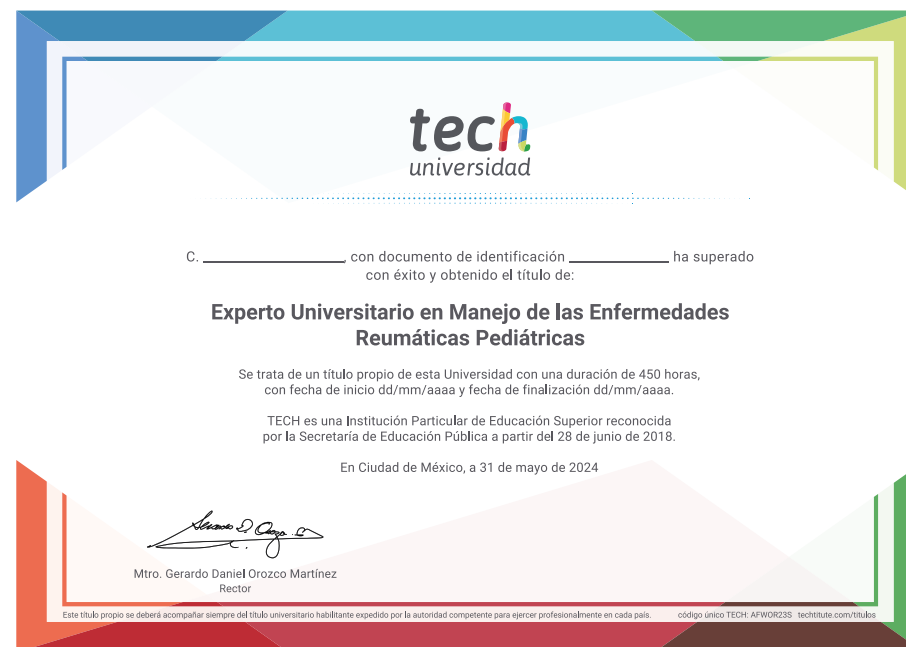 tech
universidad
C. ____________, con documento de identificación ____________ ha superado
con éxito y obtenido el título de:
Experto Universitario en Manejo de las Enfermedades
Reumáticas Pediátricas
Se trata de un título propio de esta Universidad con una duración de 450 horas,
con fecha de inicio dd/mm/aaaa y fecha de finalización dd/mm/aaaa.
TECH es una Institución Particular de Educación Superior reconocida
por la Secretaría de Educación Pública a partir del 28 de junio de 2018.
En Ciudad de México, a 31 de mayo de 2024
Mtro. Gerardo Daniel Orozco Martínez
Rector
Este título propio se deberá acompañar siempre del título universitario habilitante expedido por la autoridad competente para ejercer profesionalmente en cada país. código único TECH: AFWOR23S techtitute.com/titulos